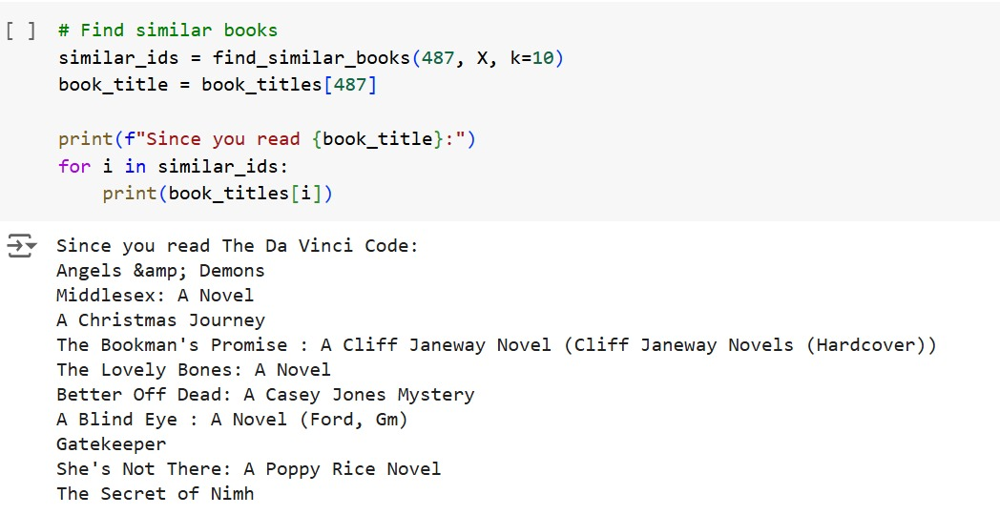 [ ] # Find similar books
similar_ids = find_similar_books(487, X, k=10)
book_title = book_titles[487]
print(f"Since you read {book_title}:")
for i in similar_ids:
    print(book_titles[i])
Since you read The Da Vinci Code:
Angels &amp; Demons
Middlesex: A Novel
A Christmas Journey
The Bookman's Promise : A Cliff Janeway Novel (Cliff Janeway Novels (Hardcover))
The Lovely Bones: A Novel
Better Off Dead: A Casey Jones Mystery
A Blind Eye : A Novel (Ford, Gm)
Gatekeeper
She's Not There: A Poppy Rice Novel
The Secret of Nimh